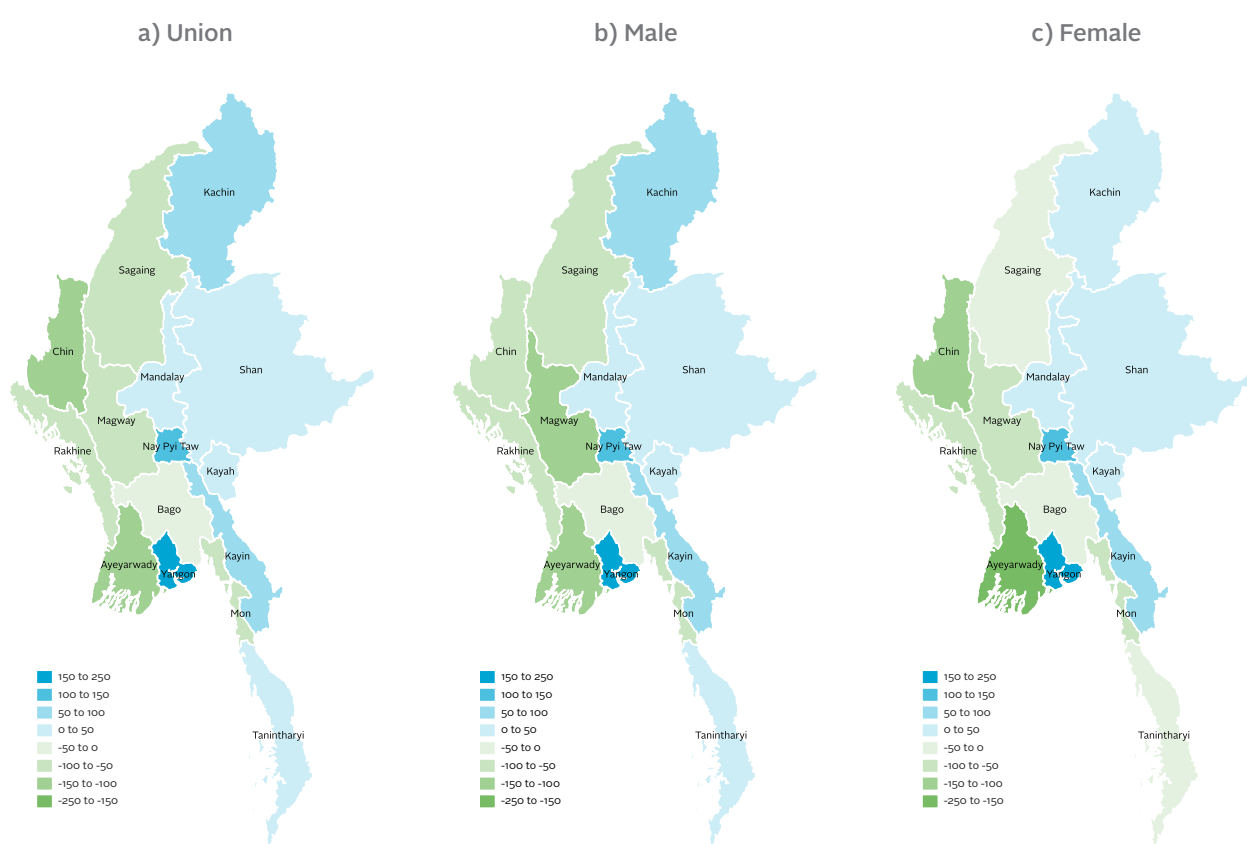 a) Union
Kachin
Sagaing
Chin
Shan
Mandalay
Magway
Nay Pyi Taw
Rakhine
Kayah
Bago
Kayin
Ayeyarwady
Yangon
Mon
Tanintharyi
150 to 250
100 to 150
50 to 100
0 to 50
-50 to 0
-100 to -50
-150 to -100
-250 to -150
b) Male
Kachin
Sagaing
Chin
Shan
Mandalay
Magway
Nay Pyi Taw
Rakhine
Kayah
Bago
Kayin
Ayeyarwady
Yangon
Mon
Tanintharyi
150 to 250
100 to 150
50 to 100
0 to 50
-50 to 0
-100 to -50
-150 to -100
-250 to -150
c) Female
Kachin
Sagaing
Chin
Shan
Mandalay
Magway
Nay Pyi Taw
Rakhine
Kayah
Bago
Kayin
Ayeyarwady
Yangon
Mon
Tanintharyi
150 to 250
100 to 150
50 to 100
0 to 50
-50 to 0
-100 to -50
-150 to -100
-250 to -150